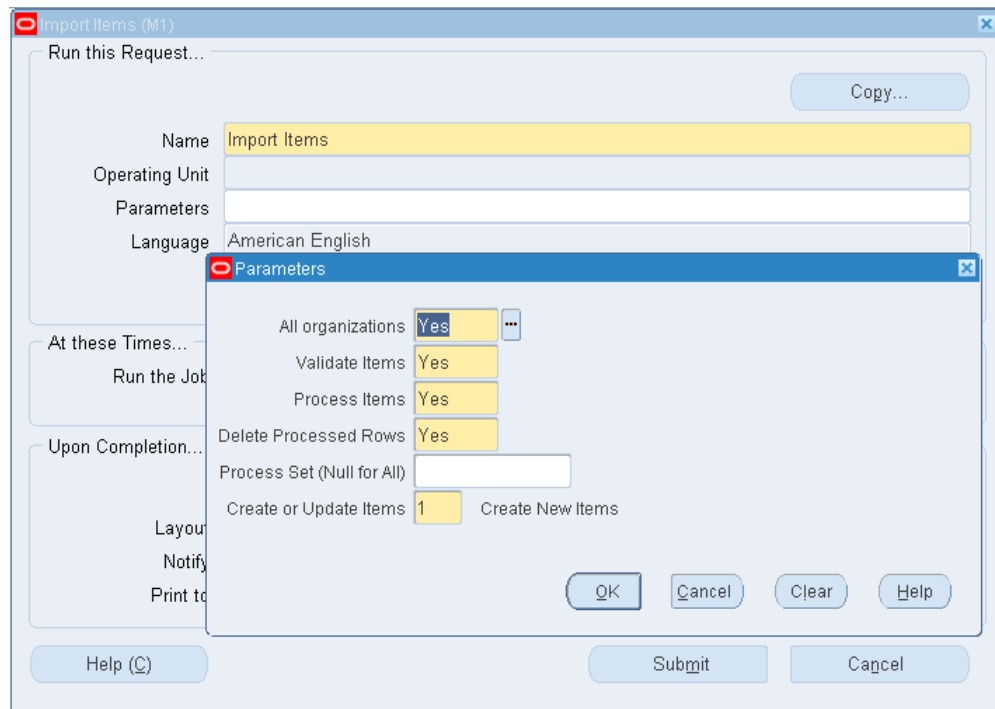 Import Items (M1)
Run this Request...
Copy...
Name Import Items
Operating Unit
Parameters
Language American English
Parameters
All organizations Yes ...
Validate Items Yes
Process Items Yes
Delete Processed Rows Yes
Process Set (Null for All)
Create or Update Items 1 Create New Items
OK Cancel Clear Help
At these Times...
Run the Job
Upon Completion...
Layout
Notify
Print to
Help (C) Submit Cancel